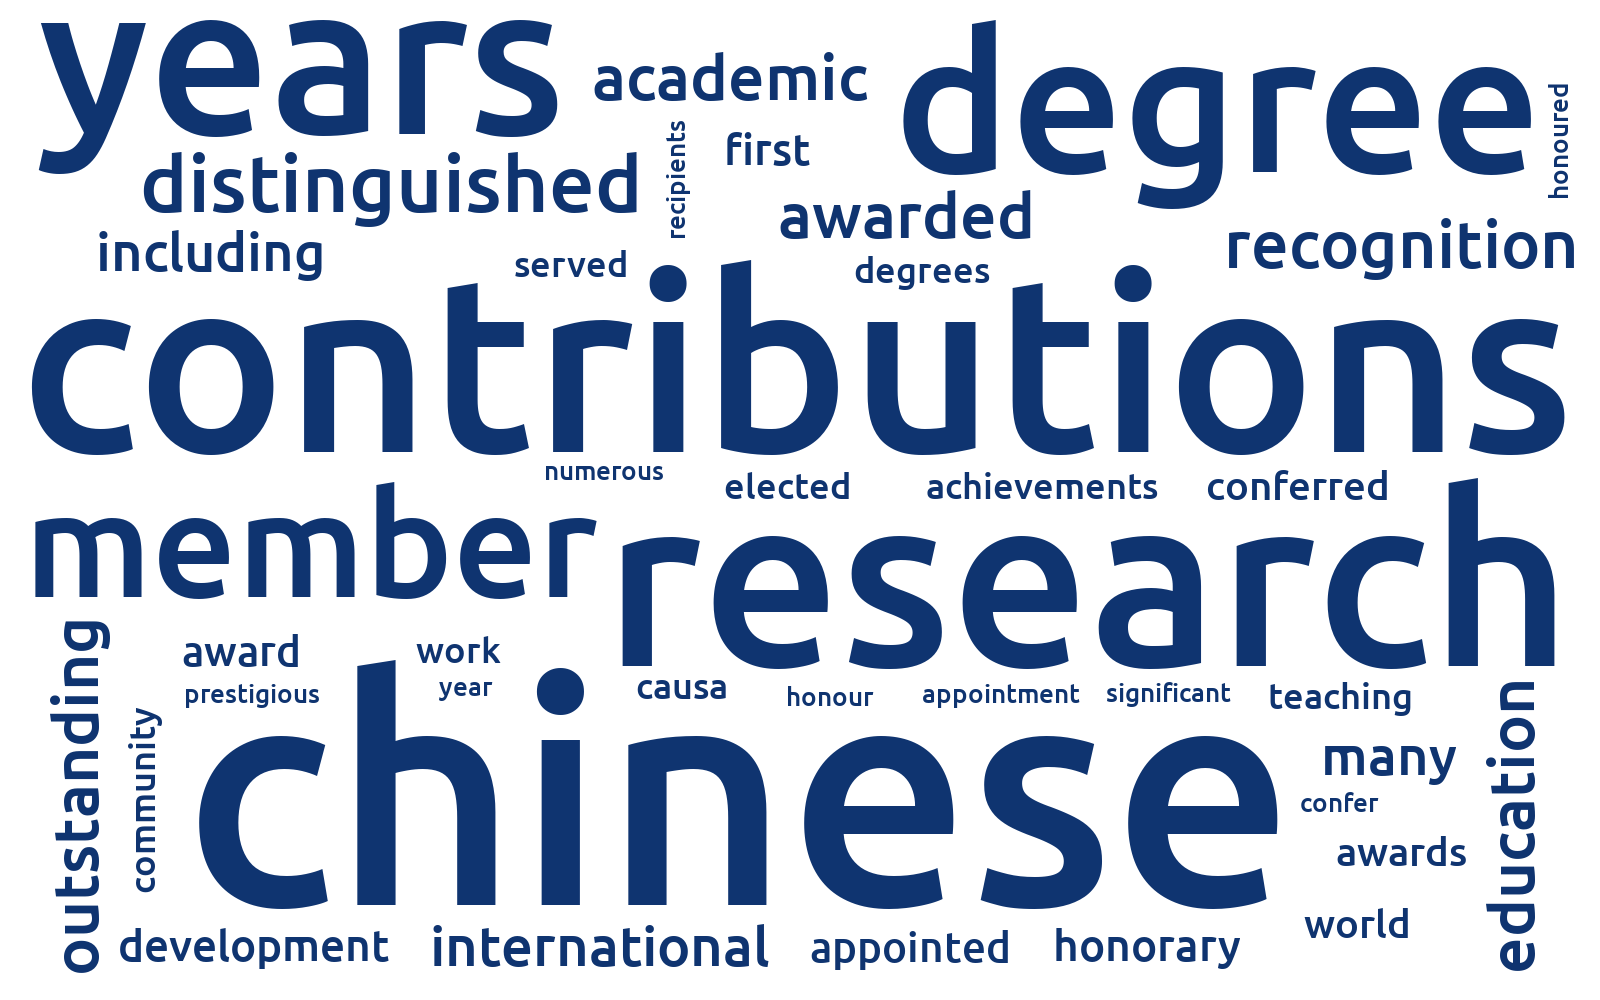 years
academic
degree
honoured
recipients
first
distinguished
awarded
including
served
degrees
recognition
contributions
numerous
elected
achievements
conferred
member
research
outstanding
award
work
prestigious
year
causa
honour
appointment
significant
teaching
community
chinese
many
education
confer
awards
world
development
international
appointed
honorary